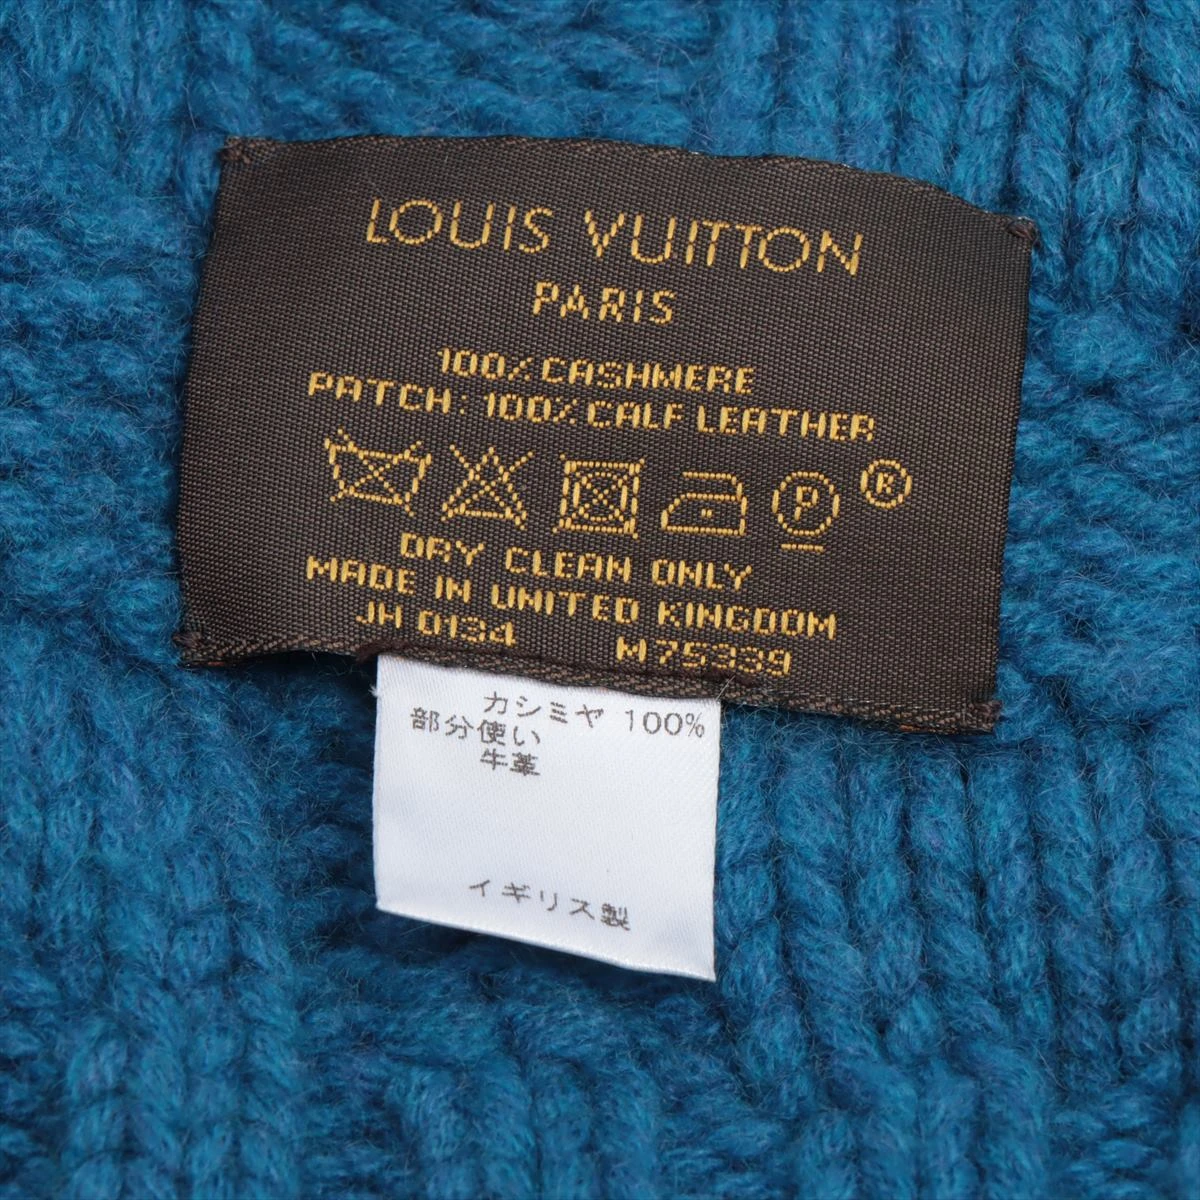 LOUIS VUITTON
PARIS
100% CASHMERE
PATCH: 100% CALF LEATHER
P ®
DRY CLEAN ONLY
MADE IN UNITED KINGDOM
JH 0134 M75339
カシミヤ 100%
部分使い
牛革
イギリス製